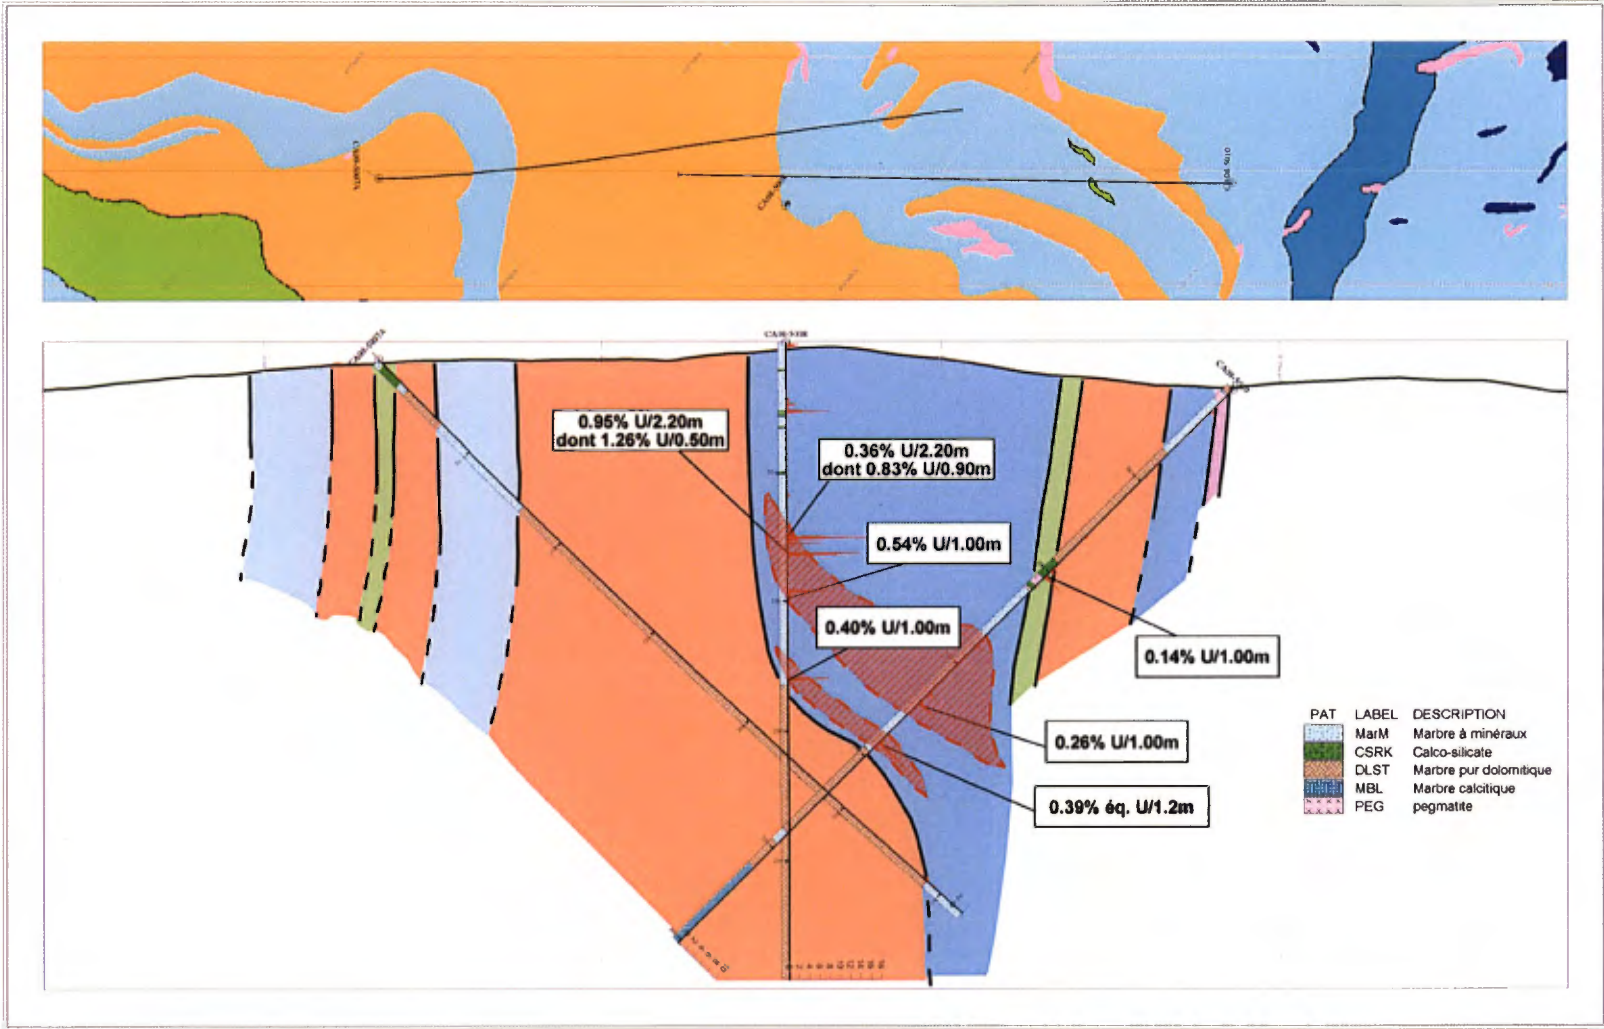 0.95% U/2.20m
dont 1.26% U/0.50m
0.36% U/2.20m
dont 0.83% U/0.90m
0.54% U/1.00m
0.40% U/1.00m
0.14% U/1.00m
0.26% U/1.00m
0.39% éq. U/1.2m
PAT LABEL DESCRIPTION
MarM Marbre à minéraux
CSRK Calco-silicate
DLST Marbre pur dolomitique
MBL Marbre calcitique
PEG pegmatite